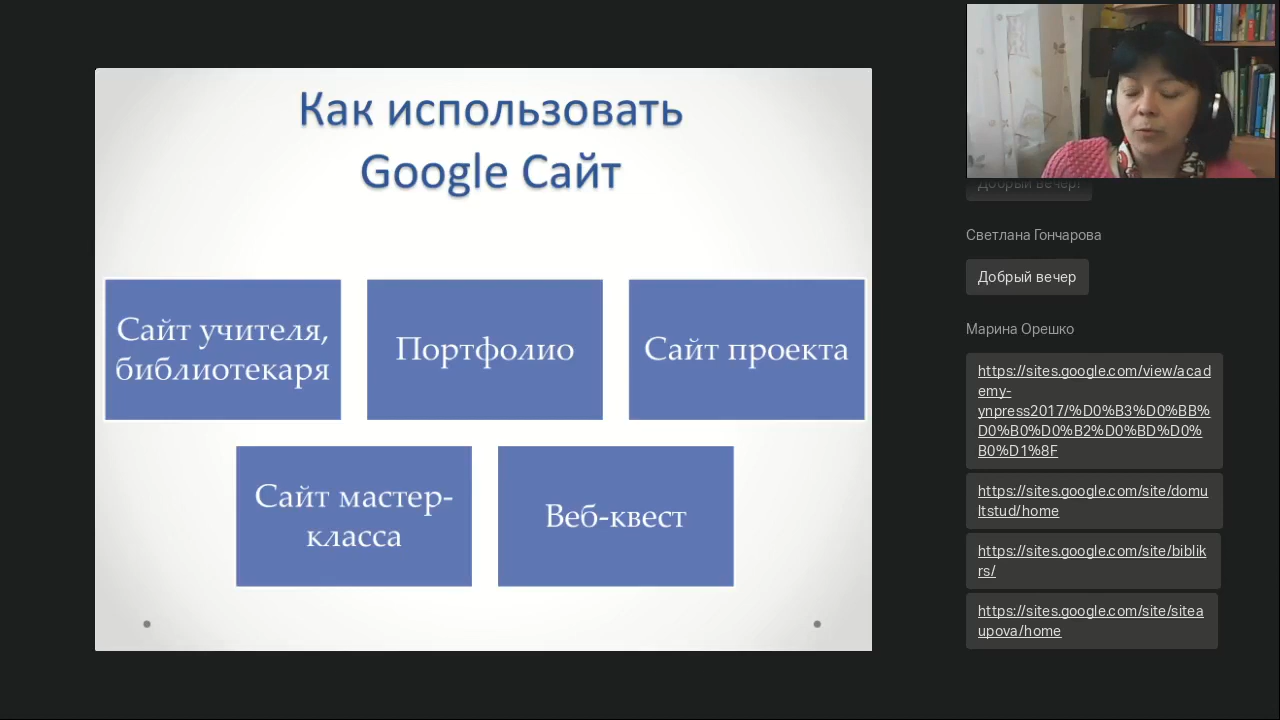 Как использовать
Google Сайт
Сайт учителя,
библиотекаря
Портфолио
Сайт проекта
Сайт мастер-
класса
Веб-квест
Добрый вечер!
Светлана Гончарова
Добрый вечер
Марина Орешко
https://sites.google.com/view/acad
emy-
ynpress2017/%D0%B3%D0%BB%
D0%B0%D0%B2%D0%BD%D0%
B0%D1%8F
https://sites.google.com/site/domu
ltstud/home
https://sites.google.com/site/biblik
rs/
https://sites.google.com/site/sitea
upova/home